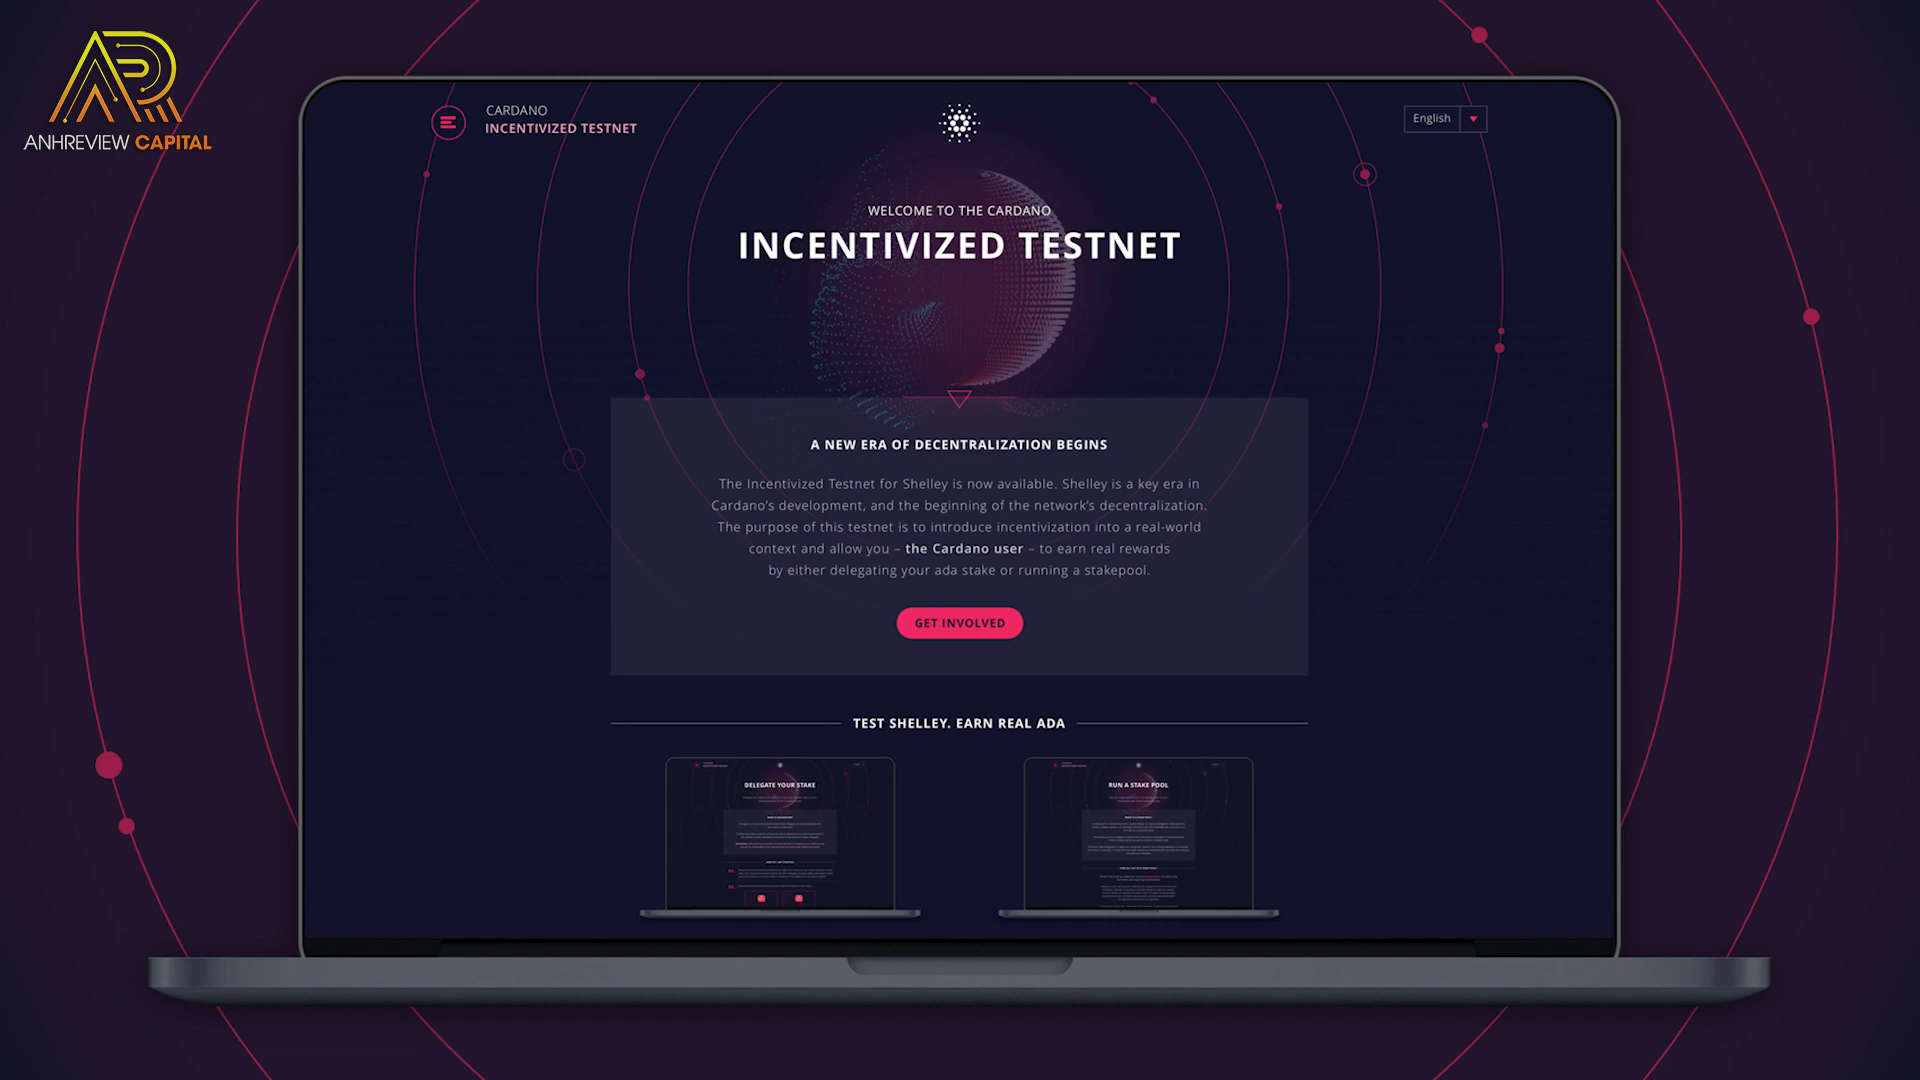 ANHREVIEW CAPITAL
CARDANO
INCENTIVIZED TESTNET
English
WELCOME TO THE CARDANO
INCENTIVIZED TESTNET
A NEW ERA OF DECENTRALIZATION BEGINS
The Incentivized Testnet for Shelley is now available. Shelley is a key era in
Cardano’s development, and the beginning of the network’s decentralization.
The purpose of this testnet is to introduce incentivization into a real-world
context and allow you – the Cardano user – to earn real rewards
by either delegating your ada stake or running a stakepool.
GET INVOLVED
TEST SHELLEY. EARN REAL ADA
DELEGATE YOUR STAKE
RUN A STAKE POOL